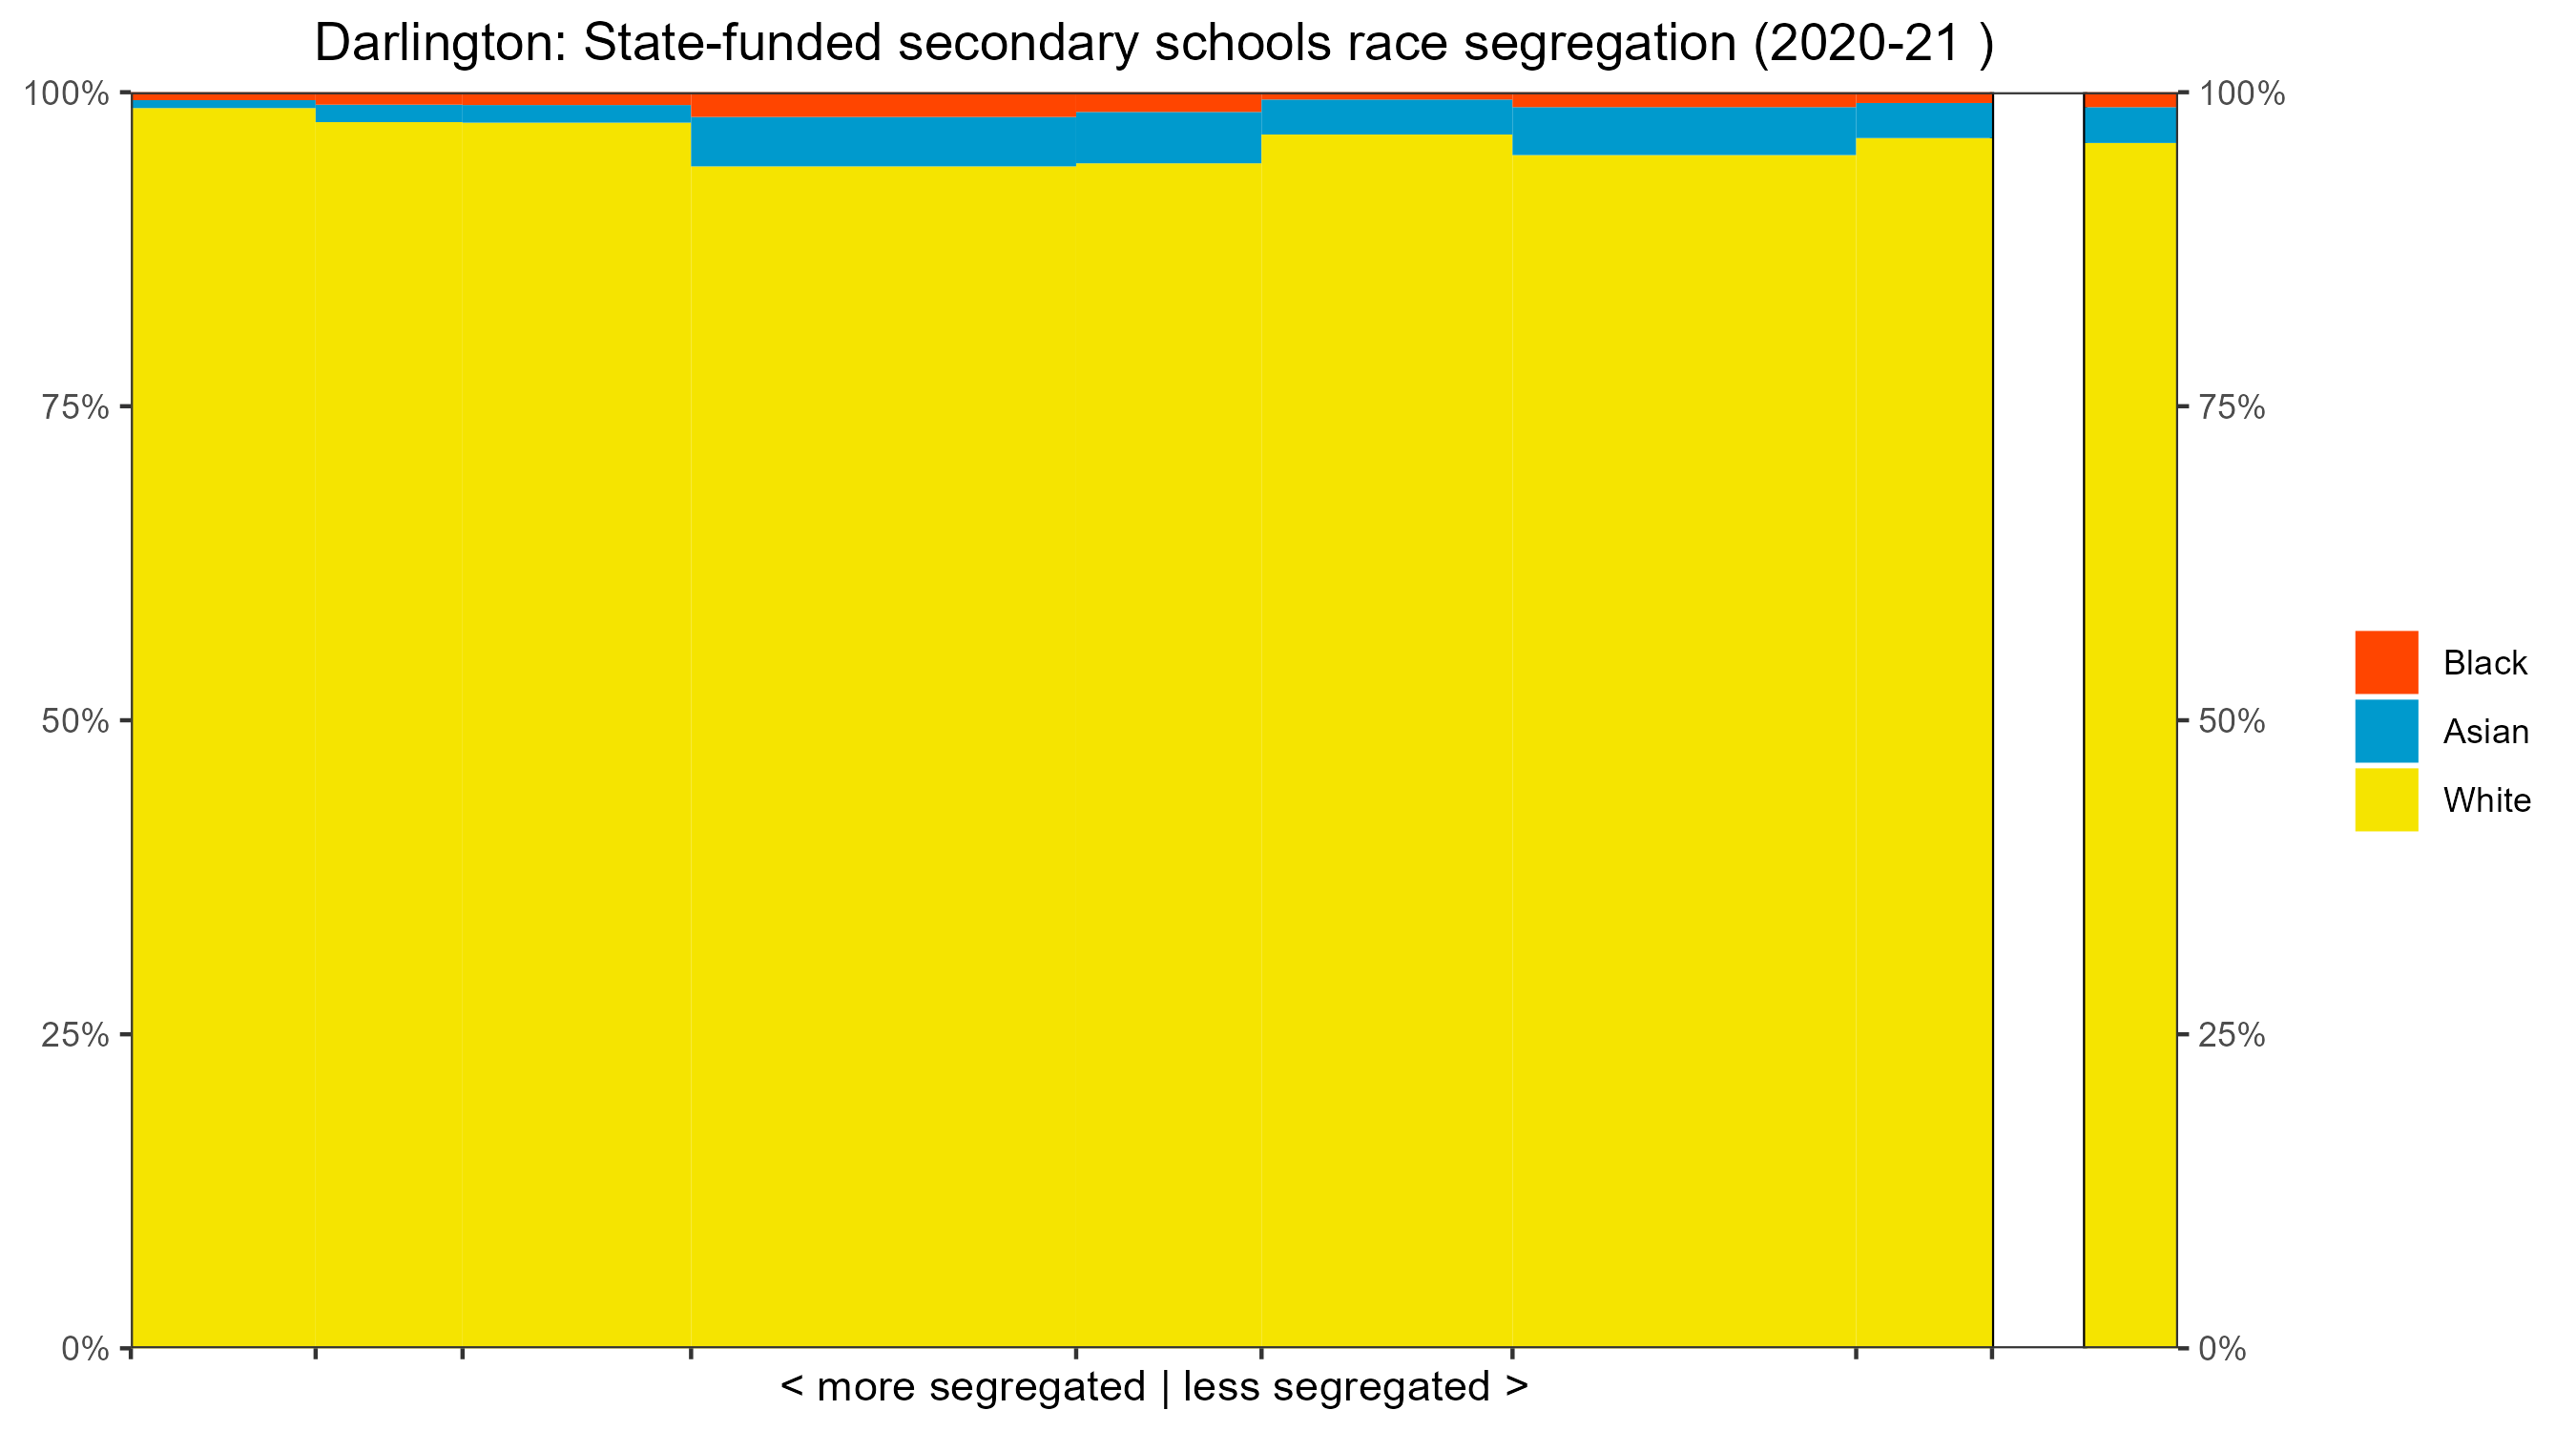 Darlington: State-funded secondary schools race segregation (2020-21 )
100%
75%
50%
25%
0%
100%
75%
50%
25%
0%
Black
Asian
White
< more segregated | less segregated >